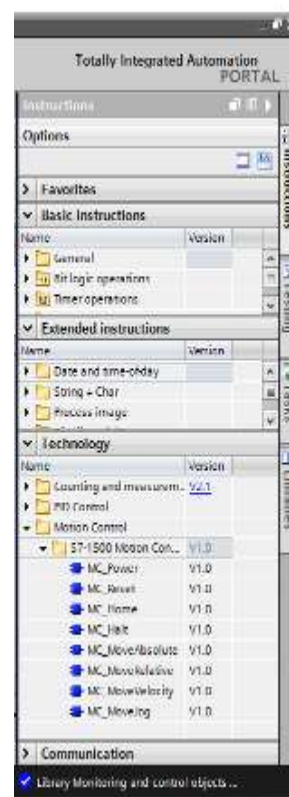 Totally Integrated Automation
PORTAL
Instructions
Options
Favorites
Basic Instructions
Name Version
General
Bit logic operations
Timer operations
Extended instructions
Name Version
Date and time-of-day
String + Char
Process image
Technology
Name Version
Counting and measurem.. V2.1
PID Control
Motion Control
S7-1500 Motion Con... V1.0
MC_Power V1.0
MC_Reset V1.0
MC_Home V1.0
MC_Halt V1.0
MC_MoveAbsolute V1.0
MC_MoveRelative V1.0
MC_MoveVelocity V1.0
MC_MoveJog V1.0
Communication
Library Monitoring and control objects ...